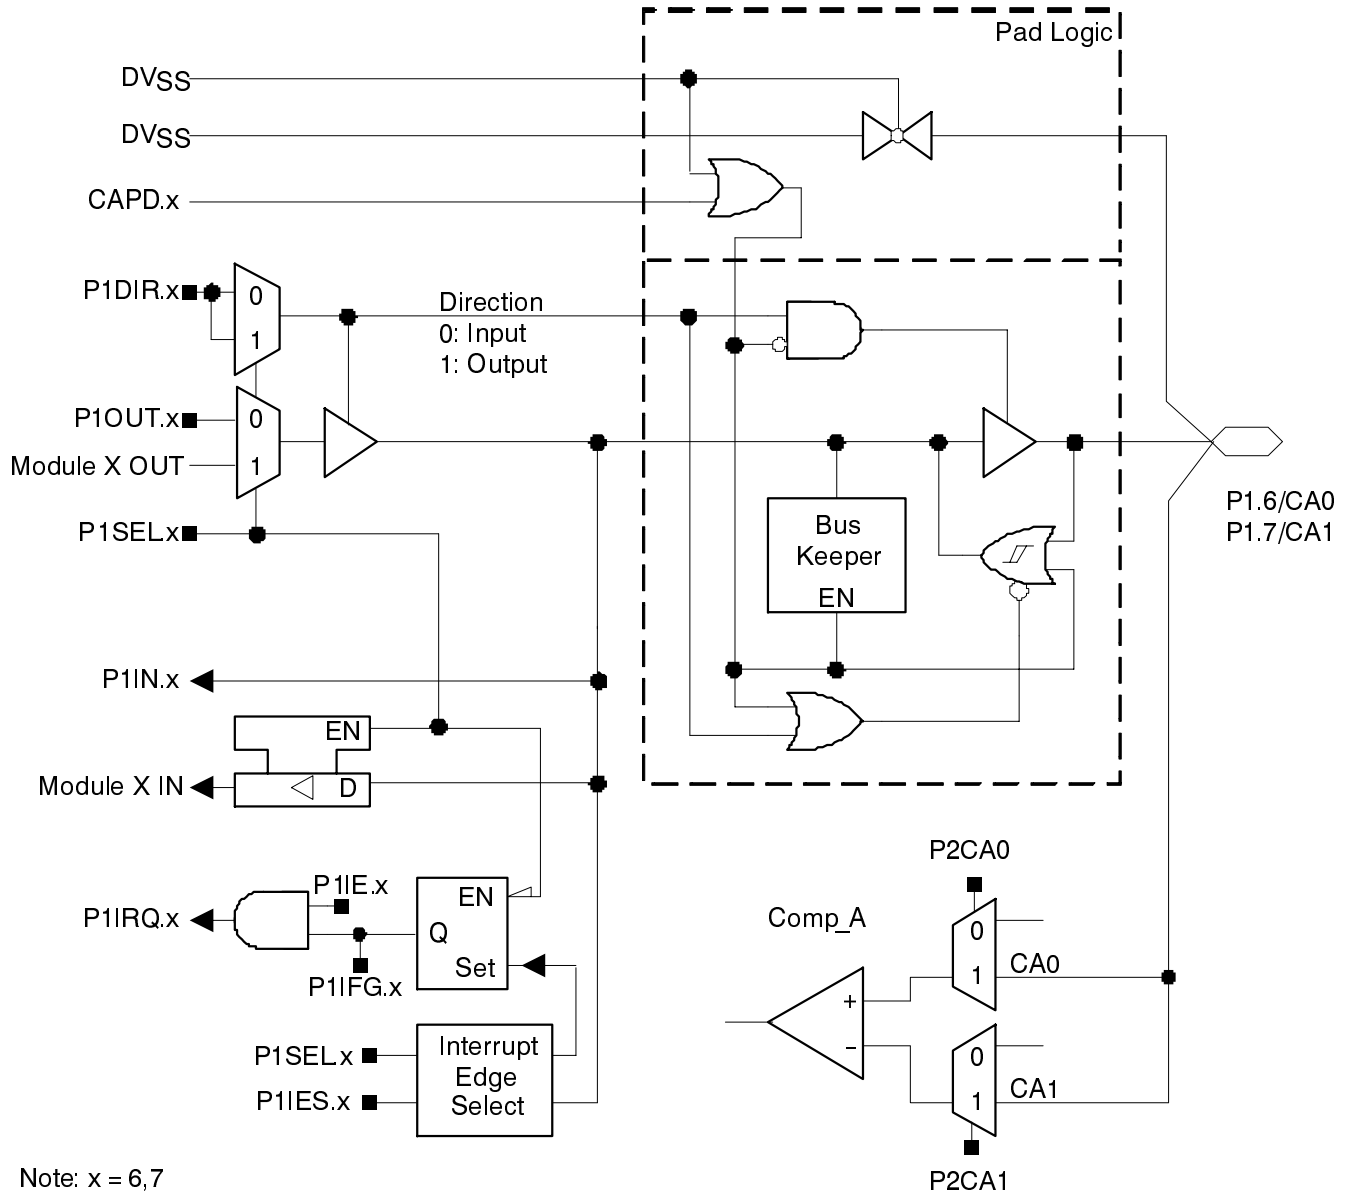 Pad Logic
DVSS
DVSS
CAPD.x
P1DIR.x
0
1
Direction
0: Input
1: Output
P1OUT.x
0
Module X OUT
1
P1SEL.x
P1.6/CA0
P1.7/CA1
Bus
Keeper
EN
P1IN.x
EN
Module X IN
D
P1IE.x
P1IRQ.x
EN
Q
Set
P1IFG.x
P1SEL.x
P1IES.x
Interrupt
Edge
Select
P2CA0
Comp_A
0
1
CA0
+
−
0
1
CA1
P2CA1
Note: x = 6,7